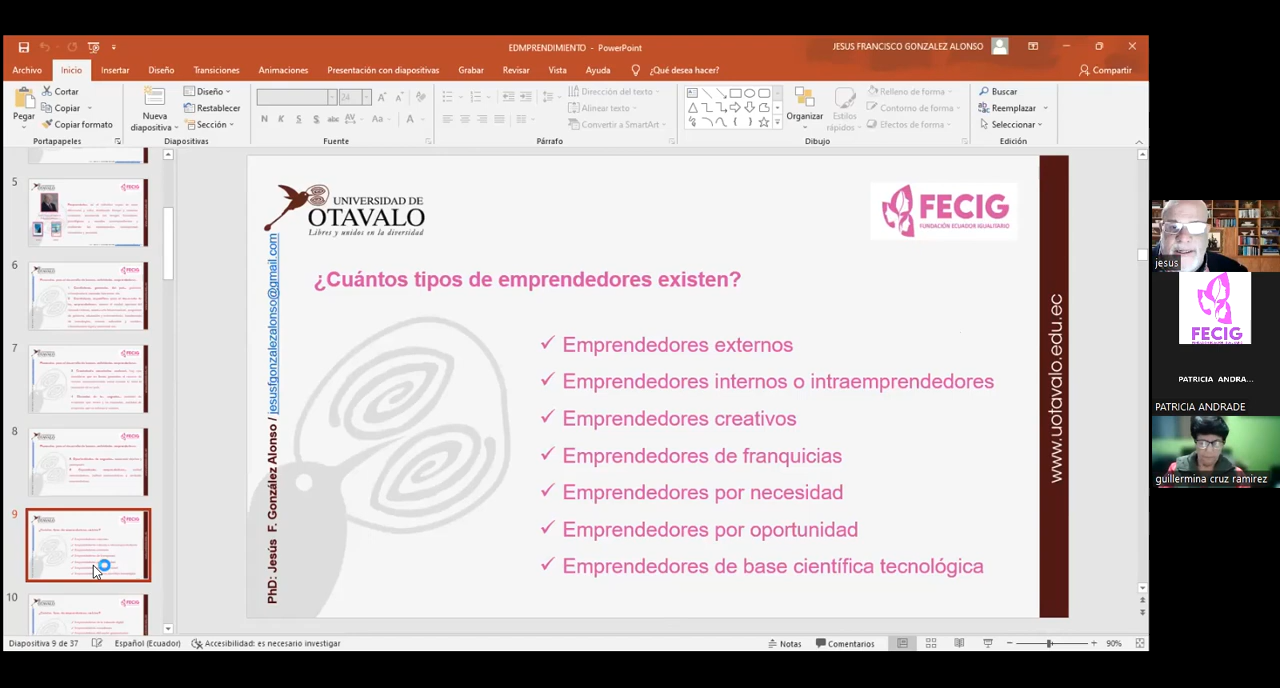 EDMPRENDIMIENTO - PowerPoint
JESUS FRANCISCO GONZALEZ ALONSO
Archivo
Inicio
Insertar
Diseño
Transiciones
Animaciones
Presentación con diapositivas
Grabar
Revisar
Vista
Ayuda
¿Qué desea hacer?
Compartir
Pegar
Cortar
Copiar
Copiar formato
Portapapeles
Nueva
diapositiva
Diseño
Restablecer
Sección
Diapositivas
24
N K S S abc AV Aa A
Fuente
Dirección del texto
Alinear texto
Convertir a SmartArt
Párrafo
Organizar
Estilos
rápidos
Relleno de forma
Contorno de forma
Efectos de forma
Dibujo
Buscar
Reemplazar
Seleccionar
Edición
5
6
7
8
9
10
UNIVERSIDAD DE
OTAVALO
Libres y unidos en la diversidad
FECIG
FUNDACIÓN ECUADOR IGUALITARIO
PhD: Jesús F. González Alonso / jesusfgonzalezalonso@gmail.com
¿Cuántos tipos de emprendedores existen?
✓ Emprendedores externos
✓ Emprendedores internos o intraemprendedores
✓ Emprendedores creativos
✓ Emprendedores de franquicias
✓ Emprendedores por necesidad
✓ Emprendedores por oportunidad
✓ Emprendedores de base científica tecnológica
www.uotavalo.edu.ec
jesus
FECIG
PATRICIA ANDRA...
PATRICIA ANDRADE
guillermina cruz ramirez
Diapositiva 9 de 37
Español (Ecuador)
Accesibilidad: es necesario investigar
Notas
Comentarios
90%